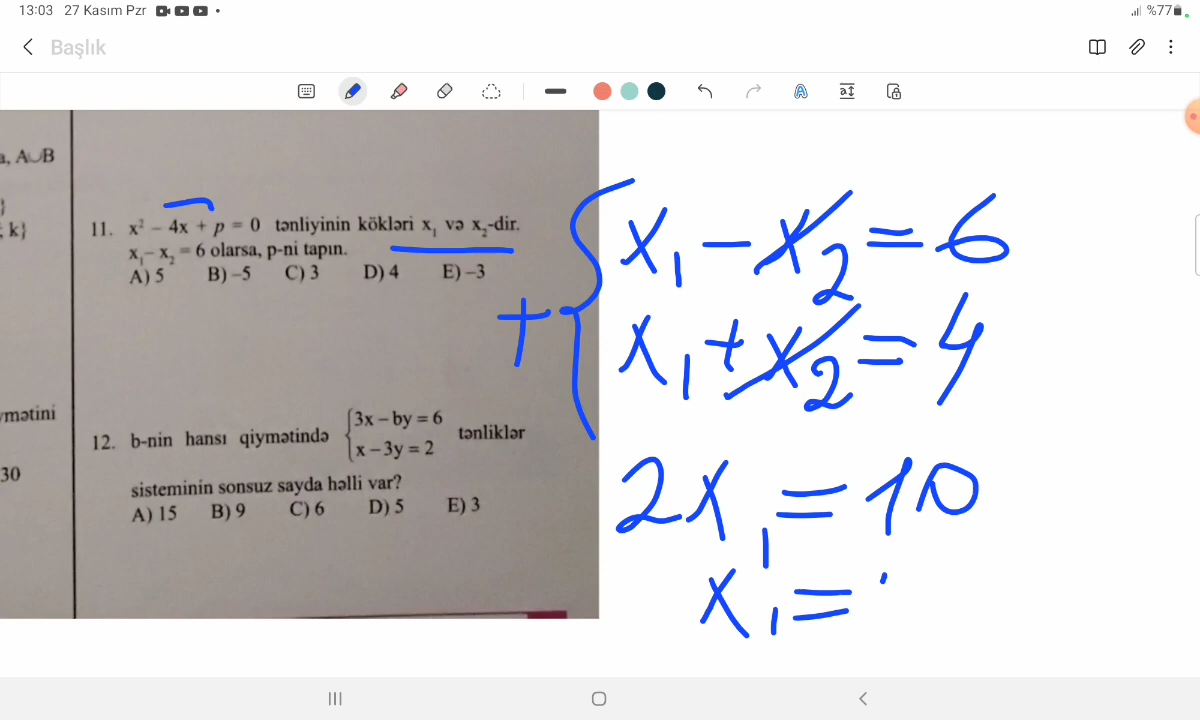 13:03 27 Kasım Pzr
%77
Başlık
a, A∪B
}
; k}
11. x² – 4x + p = 0 tənliyinin kökləri x₁ və x₂-dir.
x₁– x₂ = 6 olarsa, p-ni tapın.
A) 5 B) –5 C) 3 D) 4 E) –3
ymətini
30
12. b-nin hansı qiymətində {3x – by = 6
x – 3y = 2 tənliklər
sisteminin sonsuz sayda həlli var?
A) 15 B) 9 C) 6 D) 5 E) 3
+
x₁ – x₂ = 6
x₁ + x₂ = 4
2x₁ = 10
x₁ =